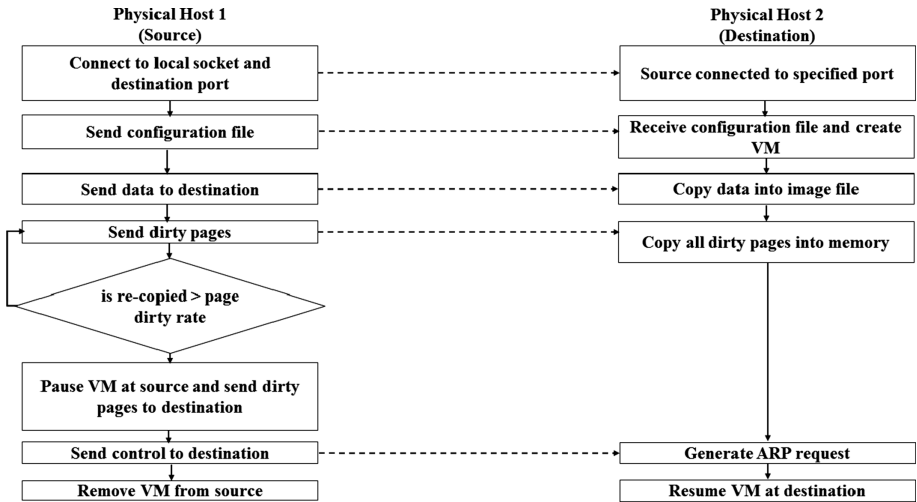 Physical Host 1
(Source)
Physical Host 2
(Destination)
Connect to local socket and
destination port
Source connected to specified port
Send configuration file
Receive configuration file and create
VM
Send data to destination
Copy data into image file
Send dirty pages
Copy all dirty pages into memory
is re-copied > page
dirty rate
Pause VM at source and send dirty
pages to destination
Send control to destination
Generate ARP request
Remove VM from source
Resume VM at destination